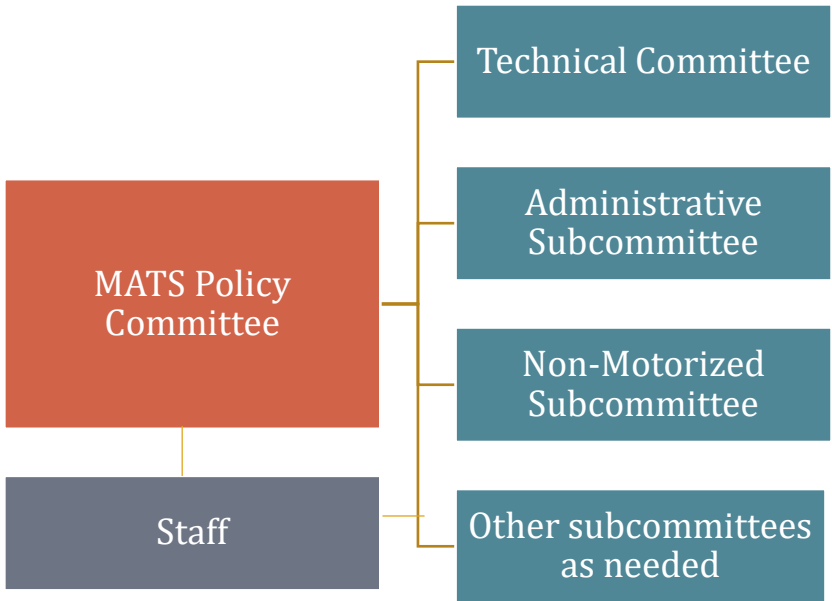 MATS Policy
Committee
Staff
Technical Committee
Administrative
Subcommittee
Non-Motorized
Subcommittee
Other subcommittees
as needed